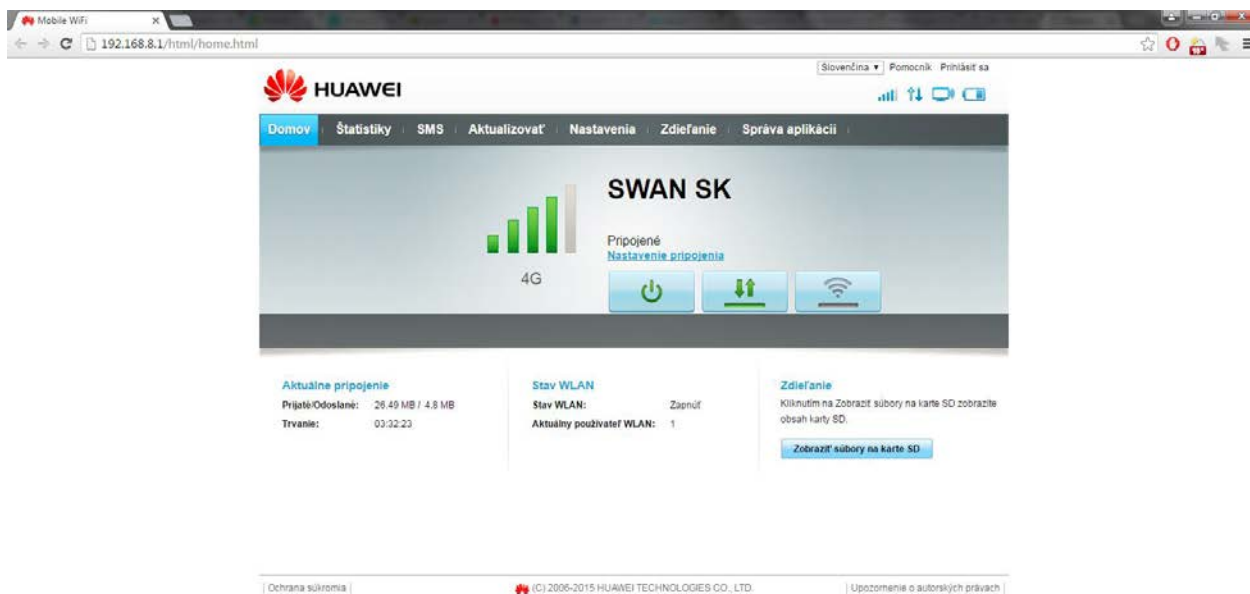 Mobile WiFi
192.168.8.1/html/home.html
Slovenčina Pomocník Prihlásiť sa
HUAWEI
Domov Štatistiky SMS Aktualizovať Nastavenia Zdieľanie Správa aplikácii
SWAN SK
Pripojené
Nastavenie pripojenia
4G
Aktuálne pripojenie
Prijaté/Odoslané: 26.49 MB / 4.8 MB
Trvanie: 03:32:23
Stav WLAN
Stav WLAN: Zapnúť
Aktuálny používateľ WLAN: 1
Zdieľanie
Kliknutím na Zobraziť súbory na karte SD zobrazíte
obsah karty SD.
Zobraziť súbory na karte SD
Ochrana súkromia (C) 2006-2015 HUAWEI TECHNOLOGIES CO., LTD. Upozornenie o autorských právach